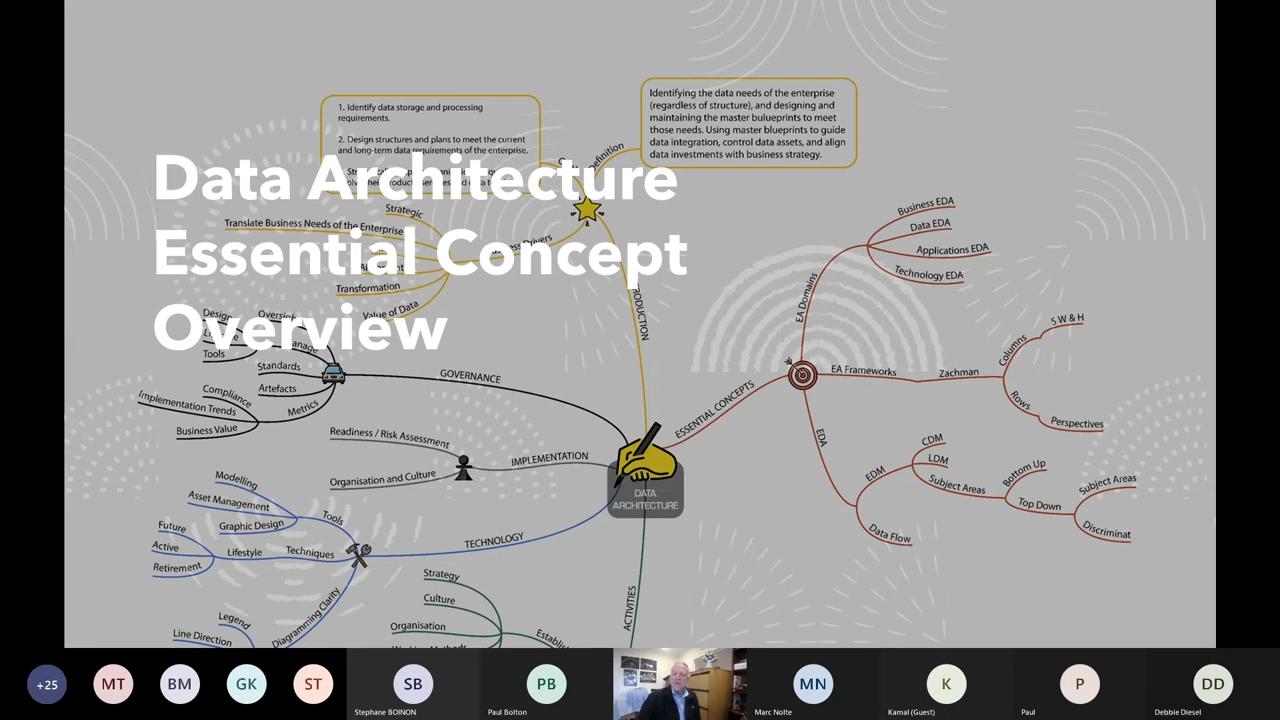 1. Identify data storage and processing
requirements.
2. Design structures and plans to meet the current
and long-term data requirements of the enterprise.
Identifying the data needs of the enterprise
(regardless of structure), and designing and
maintaining the master bulueprints to meet
those needs. Using master blueprints to guide
data integration, control data assets, and align
data investments with business strategy.
Definition
Data Architecture
Essential Concept
Overview
Strategic
Translate Business Needs of the Enterprise
Drivers
Transformation
Value of Data
Design
Tools
Standards
Artefacts
Metrics
Compliance
Implementation Trends
Business Value
GOVERNANCE
Readiness / Risk Assessment
Organisation and Culture
IMPLEMENTATION
Modelling
Asset Management
Graphic Design
Tools
Future
Active
Retirement
Lifestyle
Techniques
TECHNOLOGY
Diagramming Clarity
Legend
Line Direction
Strategy
Culture
Organisation
ACTIVITIES
DATA
ARCHITECTURE
ESSENTIAL CONCEPTS
EA Domains
Business EDA
Data EDA
Applications EDA
Technology EDA
EA Frameworks
Zachman
Columns
5 W & H
Rows
Perspectives
EDA
EDM
CDM
LDM
Subject Areas
Bottom Up
Top Down
Subject Areas
Discriminat
Data Flow
+25
MT
BM
GK
ST
SB
Stephane BOINON
PB
Paul Bolton
MN
Marc Nolte
K
Kamal (Guest)
P
Paul
DD
Debbie Diesel